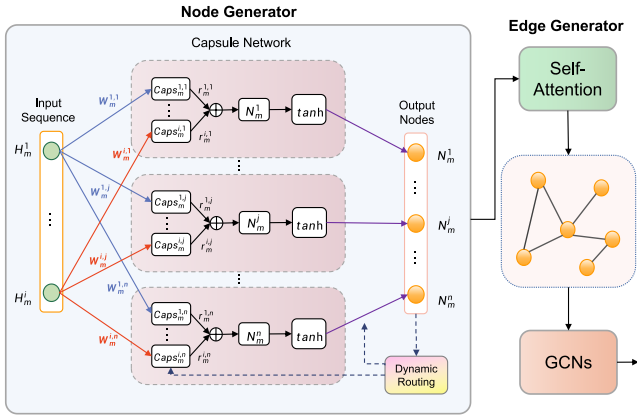 Node Generator
Edge Generator
Capsule Network
Input
Sequence
Output
Nodes
Self-
Attention
H_m^1
⋮
H_m^i
W_m^{1,1}
W_m^{i,1}
W_m^{1,j}
W_m^{i,j}
W_m^{1,n}
W_m^{i,n}
Caps_m^{1,1}
⋮
Caps_m^{i,1}
r_m^{1,1}
⋮
r_m^{i,1}
⊕
N_m^1
tanh
...
Caps_m^{1,j}
⋮
Caps_m^{i,j}
r_m^{1,j}
⋮
r_m^{i,j}
⊕
N_m^j
tanh
...
Caps_m^{1,n}
⋮
Caps_m^{i,n}
r_m^{1,n}
⋮
r_m^{i,n}
⊕
N_m^n
tanh
N_m^1
⋮
N_m^j
⋮
N_m^n
Dynamic
Routing
GCNs